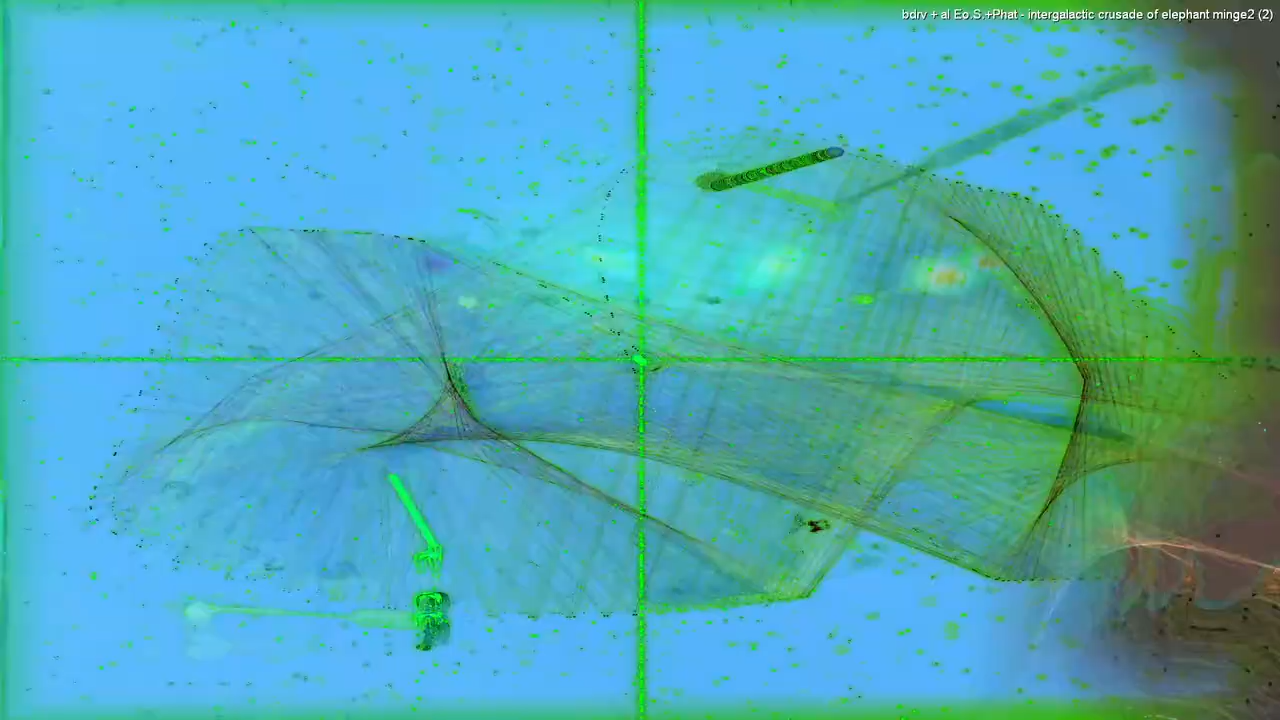 bdrv + al Eo.S.+Phat - intergalactic crusade of elephant minge2 (2)